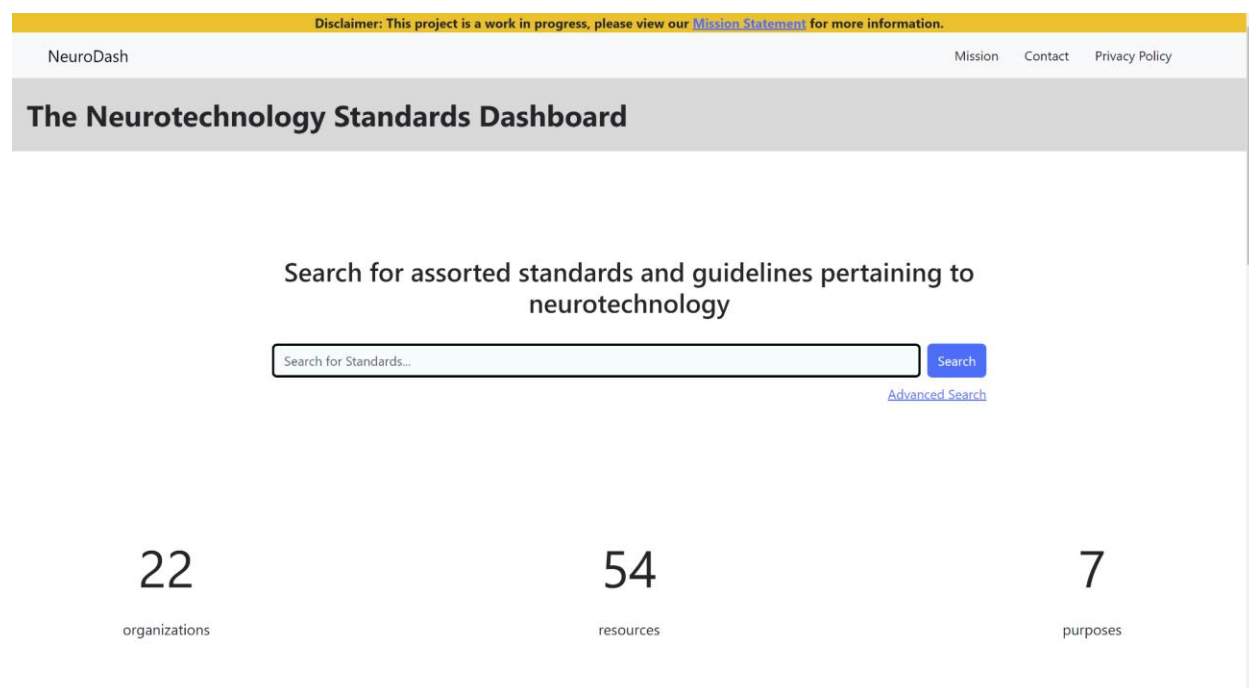 Disclaimer: This project is a work in progress, please view our Mission Statement for more information.
NeuroDash
Mission Contact Privacy Policy
The Neurotechnology Standards Dashboard
Search for assorted standards and guidelines pertaining to
neurotechnology
Search for Standards...
Search
Advanced Search
22
organizations
54
resources
7
purposes